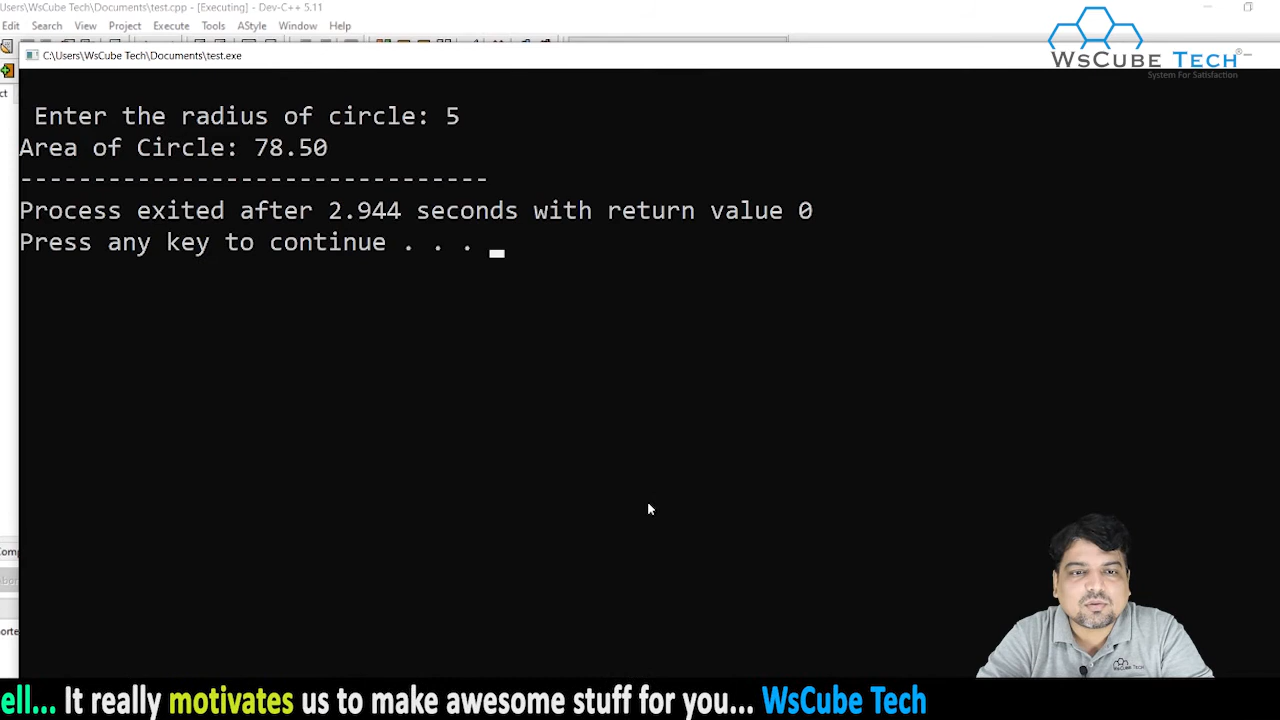 Users\WsCube Tech\Documents\test.cpp - [Executing] - Dev-C++ 5.11
Edit Search View Project Execute Tools AStyle Window Help
C:\Users\WsCube Tech\Documents\test.exe
WSCUBE TECH®
System For Satisfaction
Enter the radius of circle: 5
Area of Circle: 78.50
--------------------------------
Process exited after 2.944 seconds with return value 0
Press any key to continue . . .
ell... It really motivates us to make awesome stuff for you... WsCube Tech